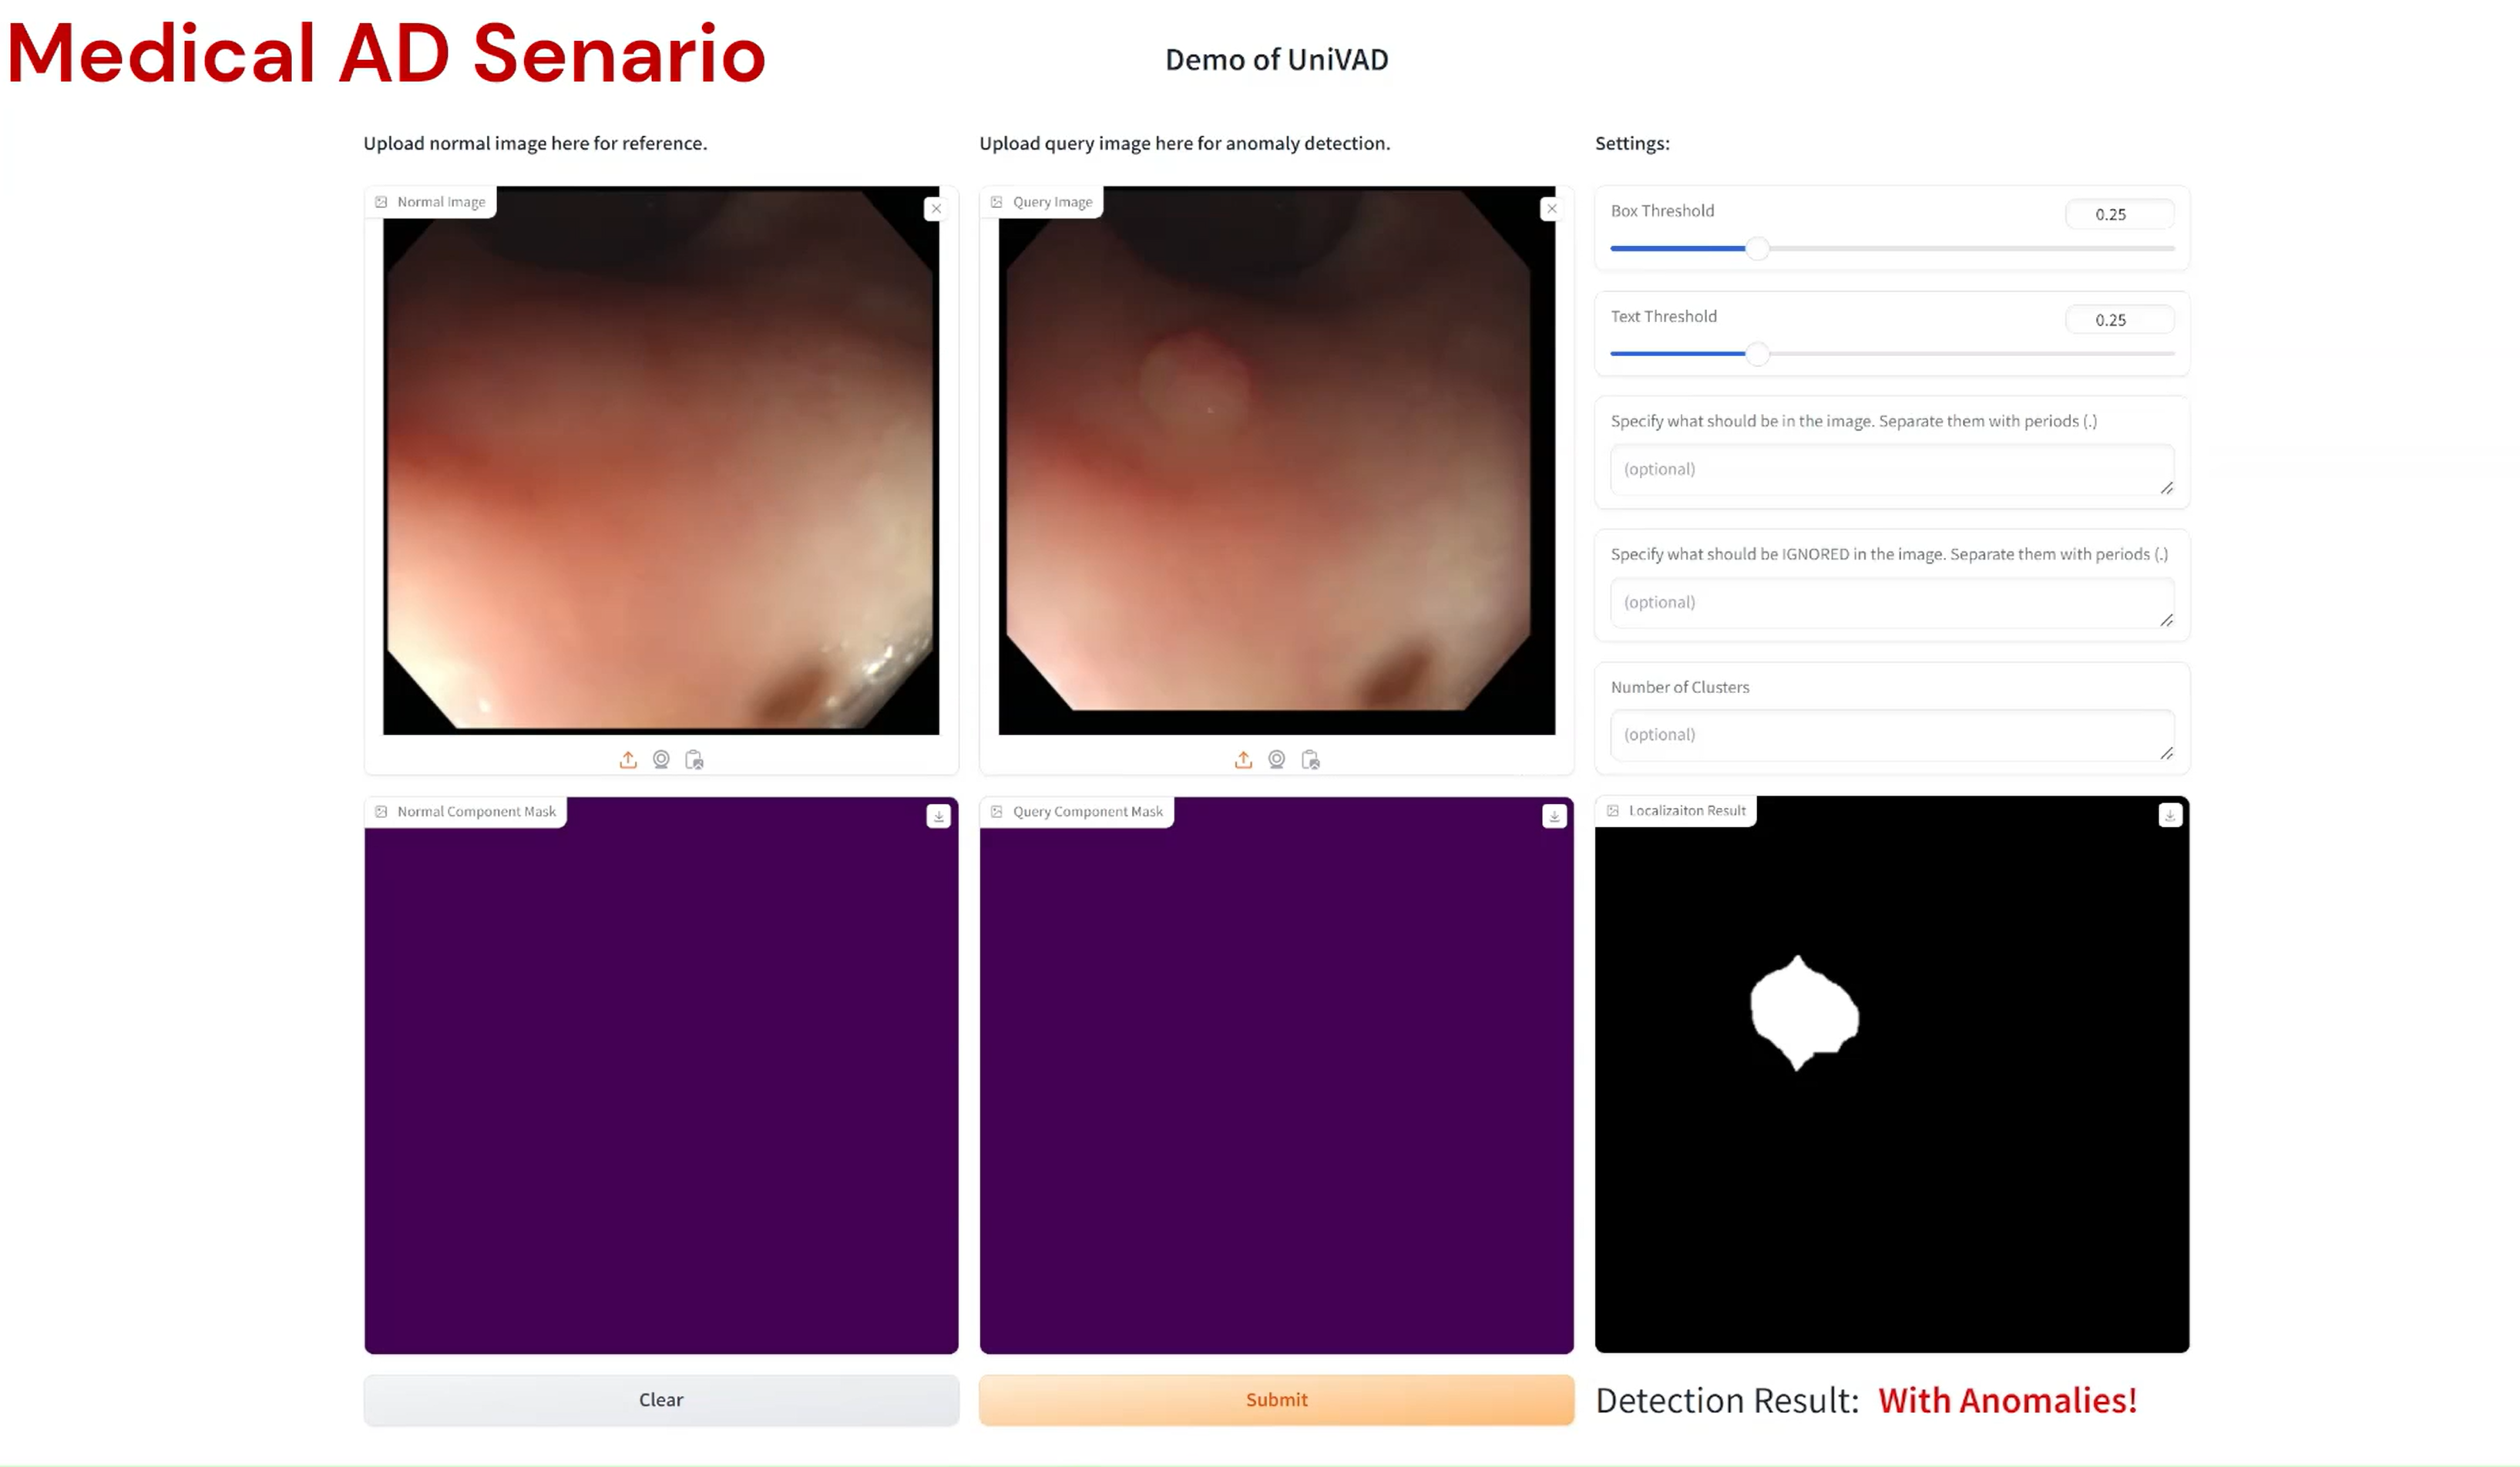 Medical AD Senario
Demo of UniVAD
Upload normal image here for reference.
Upload query image here for anomaly detection.
Settings:
Normal Image
Query Image
Box Threshold
0.25
Text Threshold
0.25
Specify what should be in the image. Separate them with periods (.)
(optional)
Specify what should be IGNORED in the image. Separate them with periods (.)
(optional)
Number of Clusters
(optional)
Normal Component Mask
Query Component Mask
Localizaiton Result
Clear
Submit
Detection Result: With Anomalies!